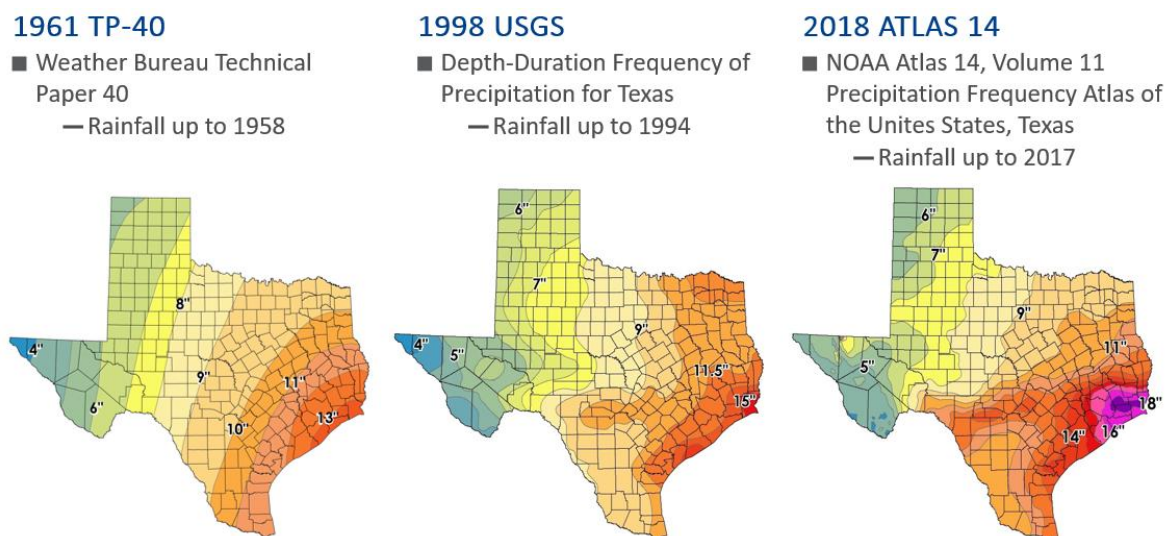 1961 TP-40
■ Weather Bureau Technical
Paper 40
— Rainfall up to 1958
4"
6"
8"
9"
10"
11"
13"
1998 USGS
■ Depth-Duration Frequency of
Precipitation for Texas
— Rainfall up to 1994
6"
7"
4"
5"
9"
11.5"
15"
2018 ATLAS 14
■ NOAA Atlas 14, Volume 11
Precipitation Frequency Atlas of
the Unites States, Texas
— Rainfall up to 2017
6"
7"
9"
5"
11"
18"
16"
14"